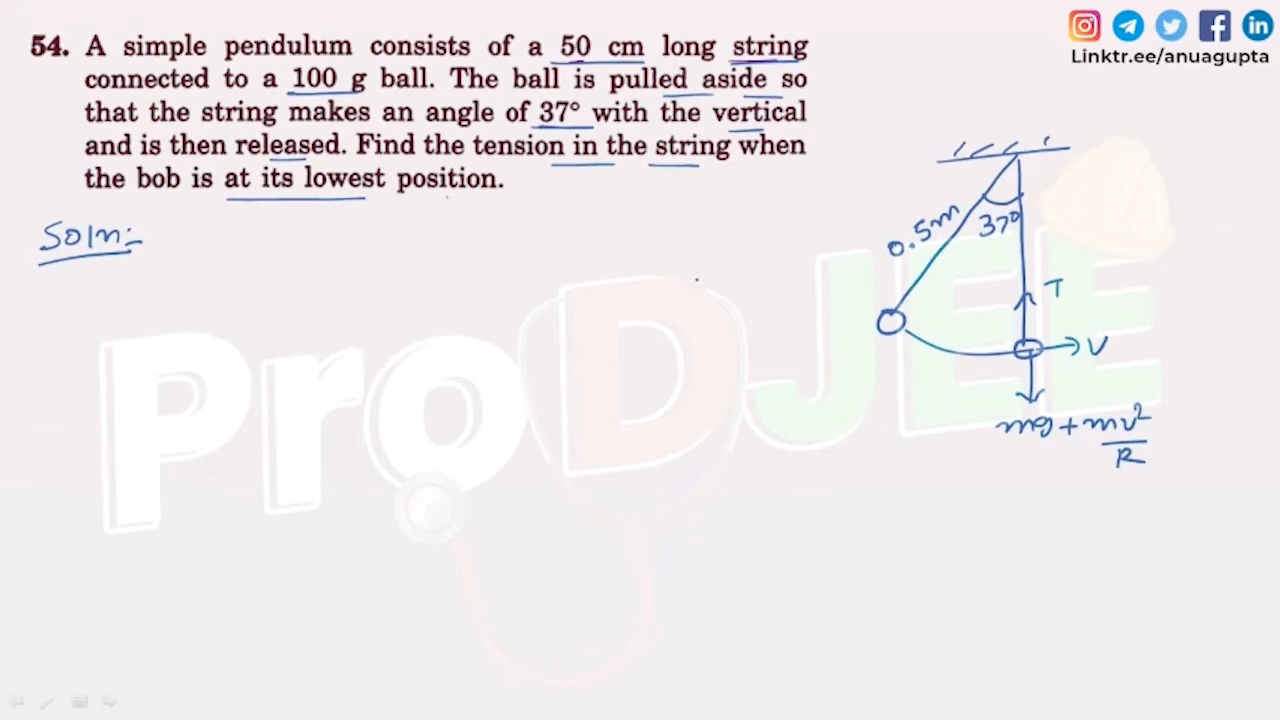 54. A simple pendulum consists of a 50 cm long string
connected to a 100 g ball. The ball is pulled aside so
that the string makes an angle of 37° with the vertical
and is then released. Find the tension in the string when
the bob is at its lowest position.
Linktr.ee/anuagupta
Soln:-
0.5m
37°
T
V
mg + mv²
R
ProDJEE